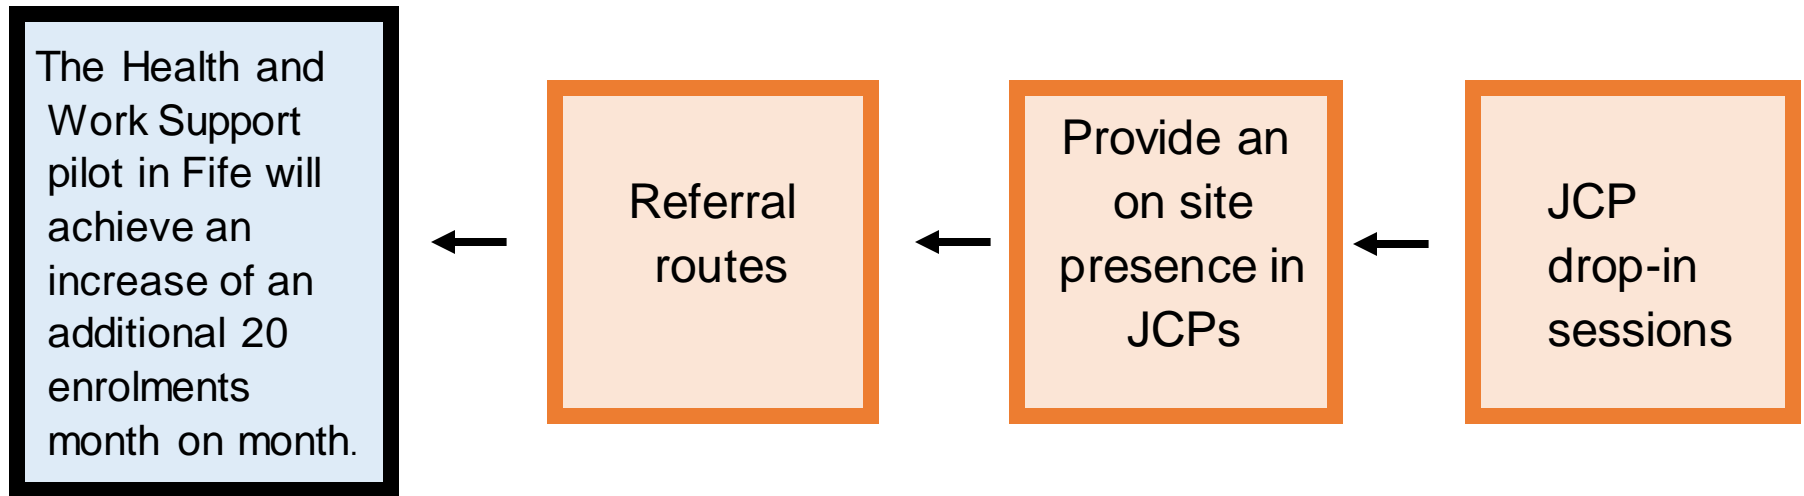 The Health and
Work Support
pilot in Fife will
achieve an
increase of an
additional 20
enrolments
month on month.
Referral
routes
Provide an
on site
presence in
JCPs
JCP
drop-in
sessions